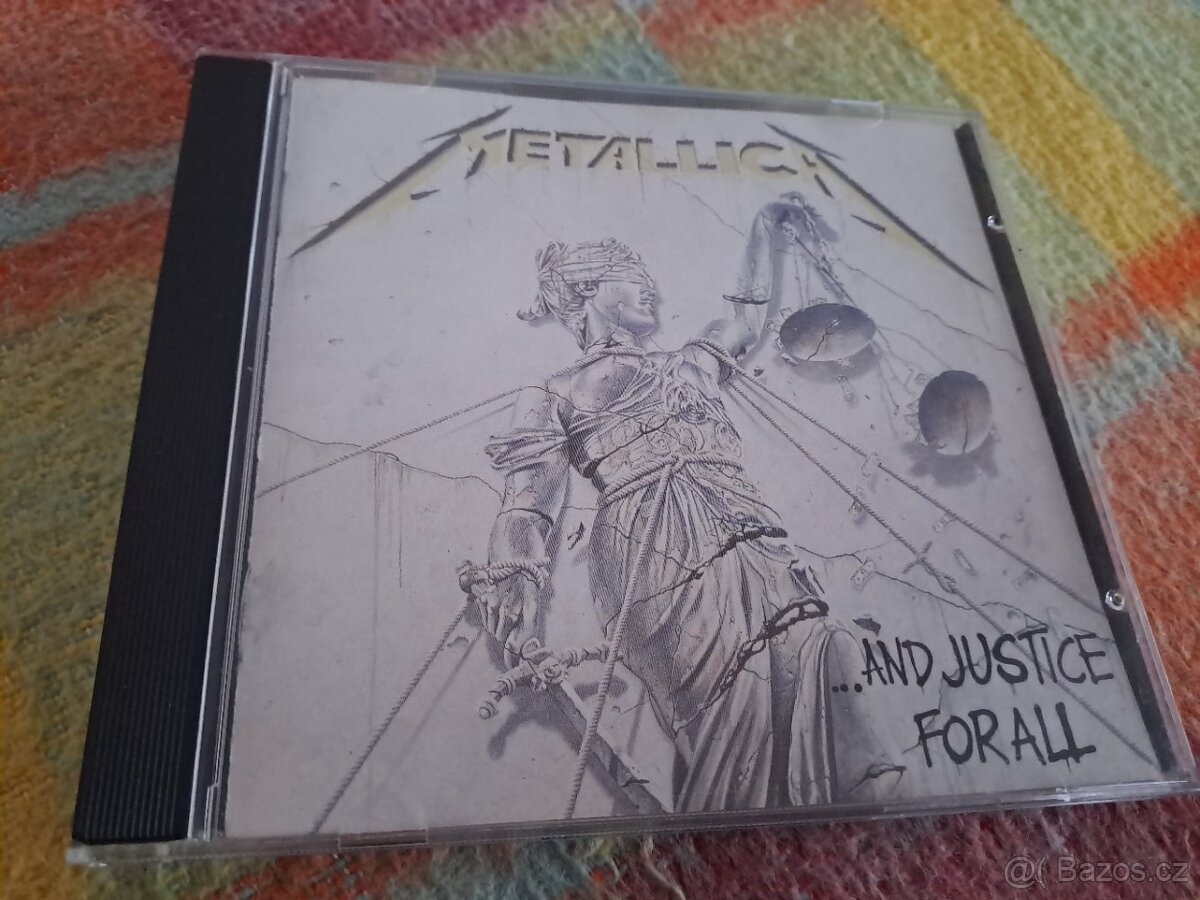 METALLICA
...AND JUSTICE
FOR ALL
@( Bazos.cz